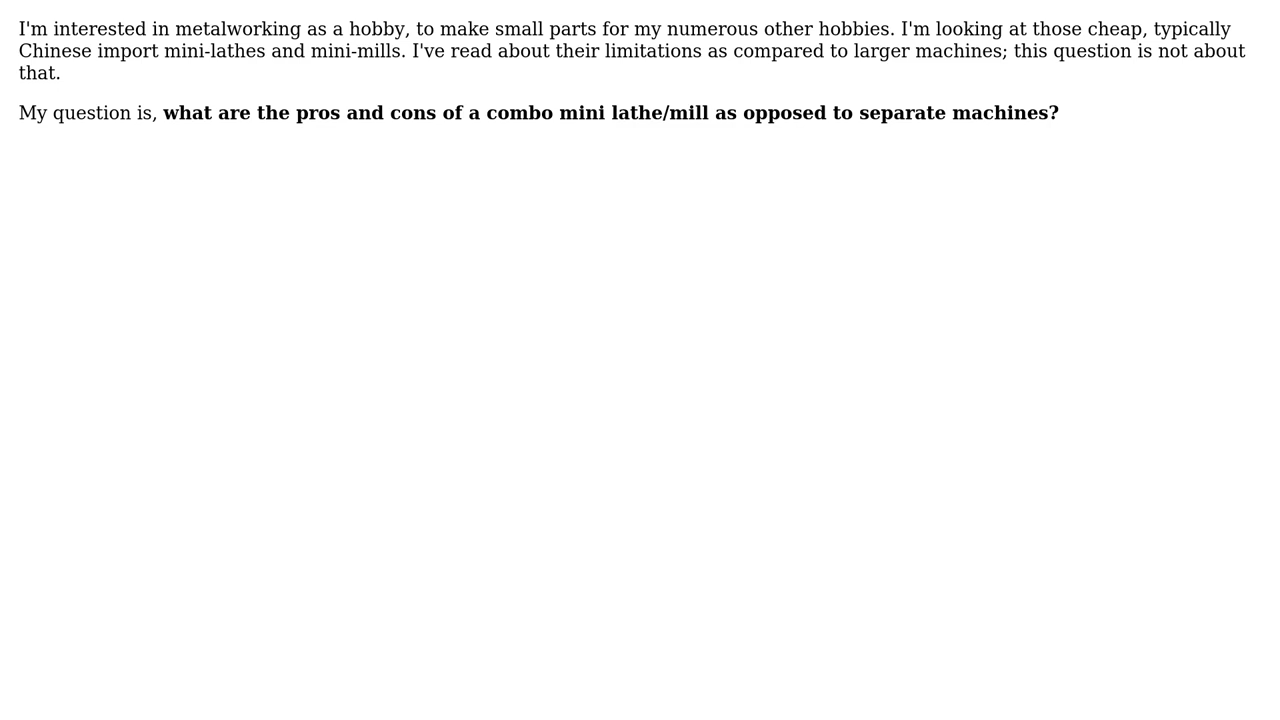 I'm interested in metalworking as a hobby, to make small parts for my numerous other hobbies. I'm looking at those cheap, typically
Chinese import mini-lathes and mini-mills. I've read about their limitations as compared to larger machines; this question is not about
that.
My question is, what are the pros and cons of a combo mini lathe/mill as opposed to separate machines?